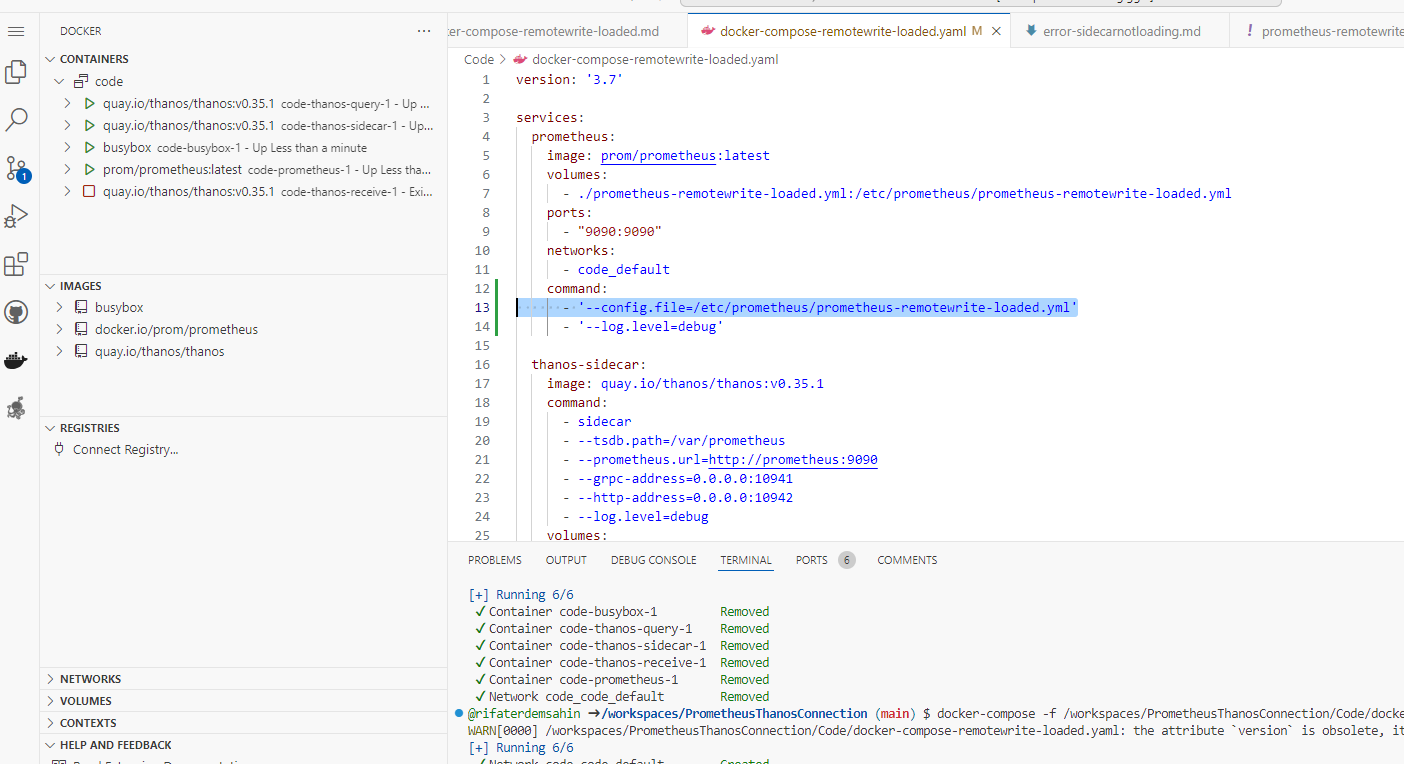 DOCKER
CONTAINERS
code
quay.io/thanos/thanos:v0.35.1 code-thanos-query-1 - Up ...
quay.io/thanos/thanos:v0.35.1 code-thanos-sidecar-1 - Up...
busybox code-busybox-1 - Up Less than a minute
prom/prometheus:latest code-prometheus-1 - Up Less tha...
quay.io/thanos/thanos:v0.35.1 code-thanos-receive-1 - Exi...
1
IMAGES
busybox
docker.io/prom/prometheus
quay.io/thanos/thanos
REGISTRIES
Connect Registry...
NETWORKS
VOLUMES
CONTEXTS
HELP AND FEEDBACK
er-compose-remotewrite-loaded.md
docker-compose-remotewrite-loaded.yaml M
error-sidecarnotloading.md
! prometheus-remotewrite
Code > docker-compose-remotewrite-loaded.yaml
1 version: '3.7'
2
3 services:
4 prometheus:
5 image: prom/prometheus:latest
6 volumes:
7 - ./prometheus-remotewrite-loaded.yml:/etc/prometheus/prometheus-remotewrite-loaded.yml
8 ports:
9 - "9090:9090"
10 networks:
11 - code_default
12 command:
13 - '--config.file=/etc/prometheus/prometheus-remotewrite-loaded.yml'
14 - '--log.level=debug'
15
16 thanos-sidecar:
17 image: quay.io/thanos/thanos:v0.35.1
18 command:
19 - sidecar
20 - --tsdb.path=/var/prometheus
21 - --prometheus.url=http://prometheus:9090
22 - --grpc-address=0.0.0.0:10941
23 - --http-address=0.0.0.0:10942
24 - --log.level=debug
25 volumes:
PROBLEMS OUTPUT DEBUG CONSOLE TERMINAL PORTS 6 COMMENTS
[+] Running 6/6
✓ Container code-busybox-1 Removed
✓ Container code-thanos-query-1 Removed
✓ Container code-thanos-sidecar-1 Removed
✓ Container code-thanos-receive-1 Removed
✓ Container code-prometheus-1 Removed
✓ Network code_code_default Removed
@rifaterdemsahin →/workspaces/PrometheusThanosConnection (main) $ docker-compose -f /workspaces/PrometheusThanosConnection/Code/docke
WARN[0000] /workspaces/PrometheusThanosConnection/Code/docker-compose-remotewrite-loaded.yaml: the attribute `version` is obsolete, it
[+] Running 6/6
✓ Network code_code_default Created